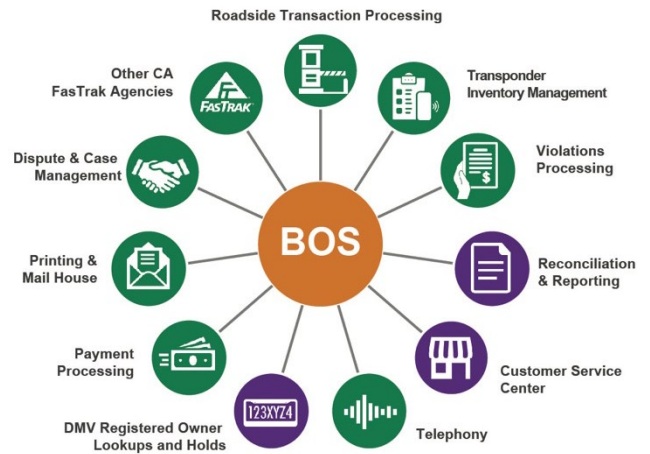 Roadside Transaction Processing
Other CA
FasTrak Agencies
FT
FASTRAK
Transponder
Inventory Management
Dispute & Case
Management
$
Violations
Processing
BOS
Printing &
Mail House
Reconciliation
& Reporting
Payment
Processing
Customer Service
Center
123XYZ4
DMV Registered Owner
Lookups and Holds
Telephony